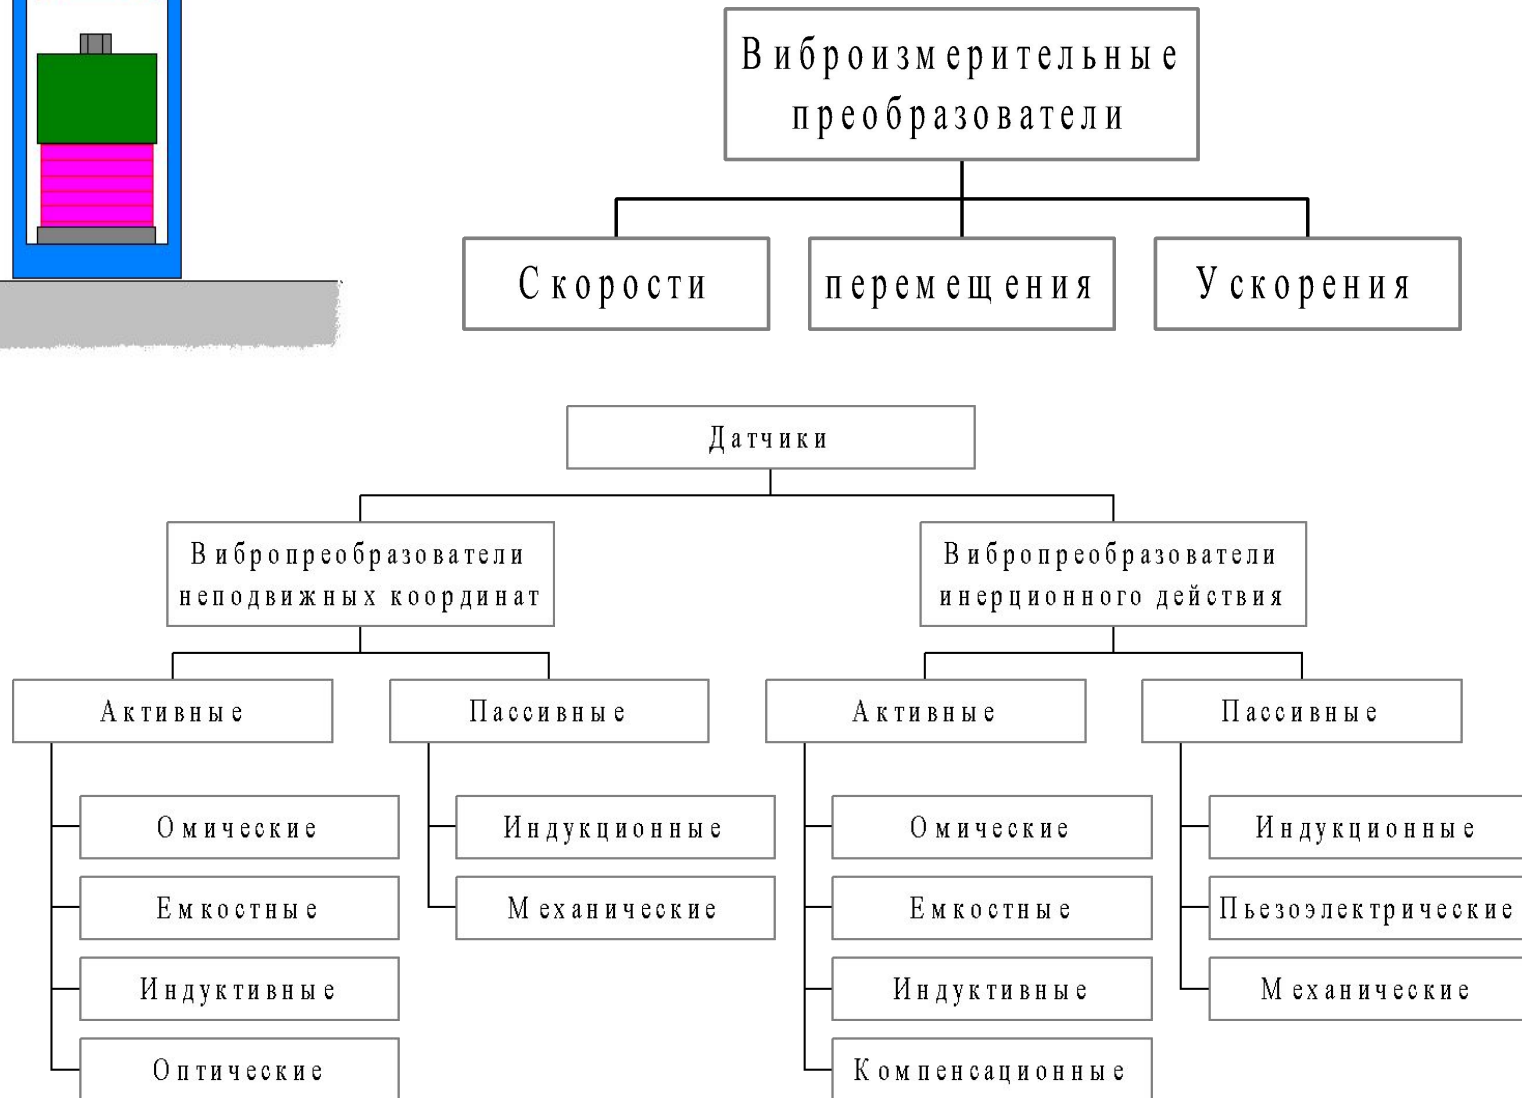 Виброизмерительные
преобразователи
Скорости
перемещения
Ускорения
Датчики
Вибропреобразователи
неподвижных координат
Вибропреобразователи
инерционного действия
Активные
Пассивные
Активные
Пассивные
Омические
Индукционные
Омические
Индукционные
Емкостные
Механические
Емкостные
Пьезоэлектрические
Индуктивные
Индуктивные
Механические
Оптические
Компенсационные